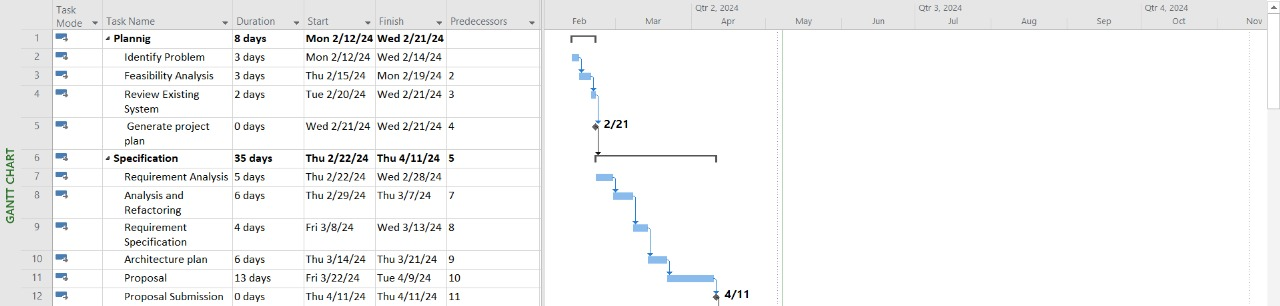 Qtr 2, 2024 Qtr 3, 2024 Qtr 4, 2024
Task Mode Task Name Duration Start Finish Predecessors Feb Mar Apr May Jun Jul Aug Sep Oct Nov
GANTT CHART
1 Plannig 8 days Mon 2/12/24 Wed 2/21/24
2 Identify Problem 3 days Mon 2/12/24 Wed 2/14/24
3 Feasibility Analysis 3 days Thu 2/15/24 Mon 2/19/24 2
4 Review Existing 2 days Tue 2/20/24 Wed 2/21/24 3
System
5 Generate project 0 days Wed 2/21/24 Wed 2/21/24 4 2/21
plan
6 Specification 35 days Thu 2/22/24 Thu 4/11/24 5
7 Requirement Analysis 5 days Thu 2/22/24 Wed 2/28/24
8 Analysis and 6 days Thu 2/29/24 Thu 3/7/24 7
Refactoring
9 Requirement 4 days Fri 3/8/24 Wed 3/13/24 8
Specification
10 Architecture plan 6 days Thu 3/14/24 Thu 3/21/24 9
11 Proposal 13 days Fri 3/22/24 Tue 4/9/24 10
12 Proposal Submission 0 days Thu 4/11/24 Thu 4/11/24 11 4/11